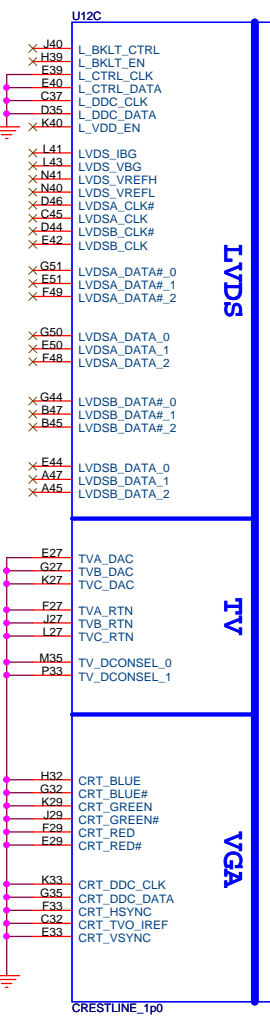 U12C
J40 L_BKLT_CTRL
H39 L_BKLT_EN
E39 L_CTRL_CLK
E40 L_CTRL_DATA
C37 L_DDC_CLK
D35 L_DDC_DATA
K40 L_VDD_EN
L41 LVDS_IBG
L43 LVDS_VBG
N41 LVDS_VREFH
N40 LVDS_VREFL
D46 LVDSA_CLK#
C45 LVDSA_CLK
D44 LVDSB_CLK#
E42 LVDSB_CLK
LVDS
G51 LVDSA_DATA#_0
E51 LVDSA_DATA#_1
F49 LVDSA_DATA#_2
G50 LVDSA_DATA_0
E50 LVDSA_DATA_1
F48 LVDSA_DATA_2
G44 LVDSB_DATA#_0
B47 LVDSB_DATA#_1
B45 LVDSB_DATA#_2
E44 LVDSB_DATA_0
A47 LVDSB_DATA_1
A45 LVDSB_DATA_2
E27 TVA_DAC
G27 TVB_DAC
K27 TVC_DAC
TV
F27 TVA_RTN
J27 TVB_RTN
L27 TVC_RTN
M35 TV_DCONSEL_0
P33 TV_DCONSEL_1
H32 CRT_BLUE
G32 CRT_BLUE#
K29 CRT_GREEN
J29 CRT_GREEN#
F29 CRT_RED
E29 CRT_RED#
VGA
K33 CRT_DDC_CLK
G35 CRT_DDC_DATA
F33 CRT_HSYNC
C32 CRT_TVO_IREF
E33 CRT_VSYNC
CRESTLINE_1p0